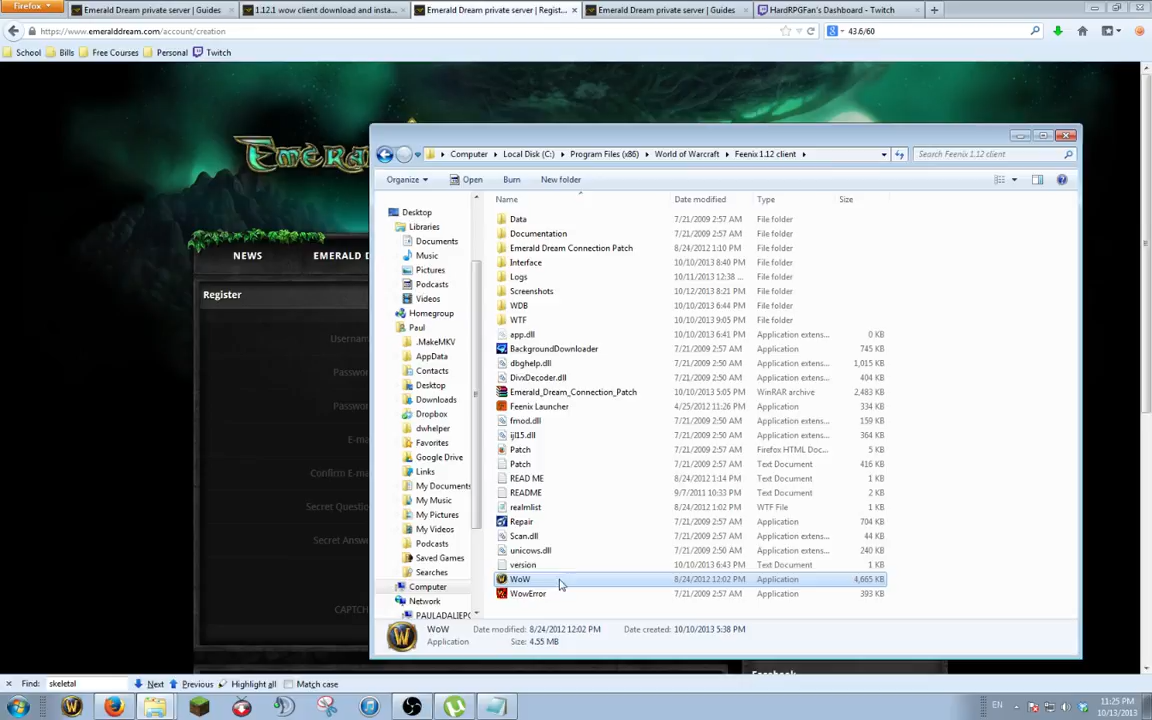 Firefox
Emerald Dream private server | Guides
1.12.1 wow client download and insta...
Emerald Dream private server | Regist...
Emerald Dream private server | Guides
HardRPGFan's Dashboard - Twitch
https://www.emeralddream.com/account/creation
43.6/60
School
Bills
Free Courses
Personal
Twitch
NEWS
EMERALD D
Register
Usernam
Passwor
Passwor
E-ma
Confirm E-ma
Secret Question
Secret Answe
CAPTCH
Computer
Local Disk (C:)
Program Files (x86)
World of Warcraft
Feenix 1.12 client
Search Feenix 1.12 client
Organize
Open
Burn
New folder
Desktop
Libraries
Documents
Music
Pictures
Podcasts
Videos
Homegroup
Paul
.MakeMKV
AppData
Contacts
Desktop
Downloads
Dropbox
dwhelper
Favorites
Google Drive
Links
My Documents
My Music
My Pictures
My Videos
Podcasts
Saved Games
Searches
Computer
Network
PAULADALIEPC
Name Date modified Type Size
Data 7/21/2009 2:57 AM File folder
Documentation 7/21/2009 2:57 AM File folder
Emerald Dream Connection Patch 8/24/2012 1:10 PM File folder
Interface 10/10/2013 8:40 PM File folder
Logs 10/11/2013 12:38 ... File folder
Screenshots 10/12/2013 8:21 PM File folder
WDB 10/10/2013 6:44 PM File folder
WTF 10/10/2013 9:05 PM File folder
app.dll 10/10/2013 6:41 PM Application extens... 0 KB
BackgroundDownloader 7/21/2009 2:57 AM Application 745 KB
dbghelp.dll 7/21/2009 2:50 AM Application extens... 1,015 KB
DivxDecoder.dll 7/21/2009 2:50 AM Application extens... 404 KB
Emerald_Dream_Connection_Patch 10/10/2013 5:05 PM WinRAR archive 2,483 KB
Feenix Launcher 4/25/2012 11:26 PM Application 334 KB
fmod.dll 7/21/2009 2:50 AM Application extens... 159 KB
ijl15.dll 7/21/2009 2:50 AM Application extens... 364 KB
Patch 7/21/2009 2:57 AM Firefox HTML Doc... 5 KB
Patch 7/21/2009 2:57 AM Text Document 416 KB
READ ME 8/24/2012 1:14 PM Text Document 1 KB
README 9/7/2011 10:33 PM Text Document 2 KB
realmlist 8/24/2012 1:02 PM WTF File 1 KB
Repair 7/21/2009 2:57 AM Application 704 KB
Scan.dll 7/21/2009 2:57 AM Application extens... 44 KB
unicows.dll 7/21/2009 2:50 AM Application extens... 240 KB
version 10/10/2013 6:43 PM Text Document 1 KB
WoW 8/24/2012 12:02 PM Application 4,665 KB
WowError 7/21/2009 2:57 AM Application 393 KB
WoW Date modified: 8/24/2012 12:02 PM Date created: 10/10/2013 5:38 PM
Application Size: 4.55 MB
Facebook
Find: skeletal Next Previous Highlight all Match case
EN
11:25 PM
10/13/2013